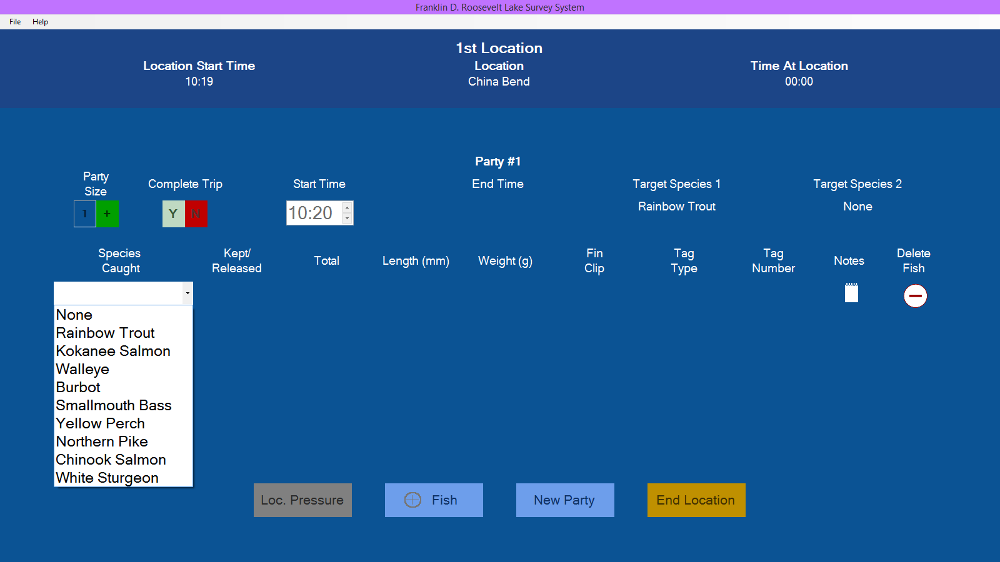 Franklin D. Roosevelt Lake Survey System
File Help
1st Location
Location Start Time Location Time At Location
10:19 China Bend 00:00
Party #1
Party
Size
Complete Trip Start Time End Time Target Species 1 Target Species 2
1 + Y N 10:20 Rainbow Trout None
Species
Caught
Kept/
Released
Total
Length (mm)
Weight (g)
Fin
Clip
Tag
Type
Tag
Number
Notes
Delete
Fish
None
Rainbow Trout
Kokanee Salmon
Walleye
Burbot
Smallmouth Bass
Yellow Perch
Northern Pike
Chinook Salmon
White Sturgeon
Loc. Pressure Fish New Party End Location